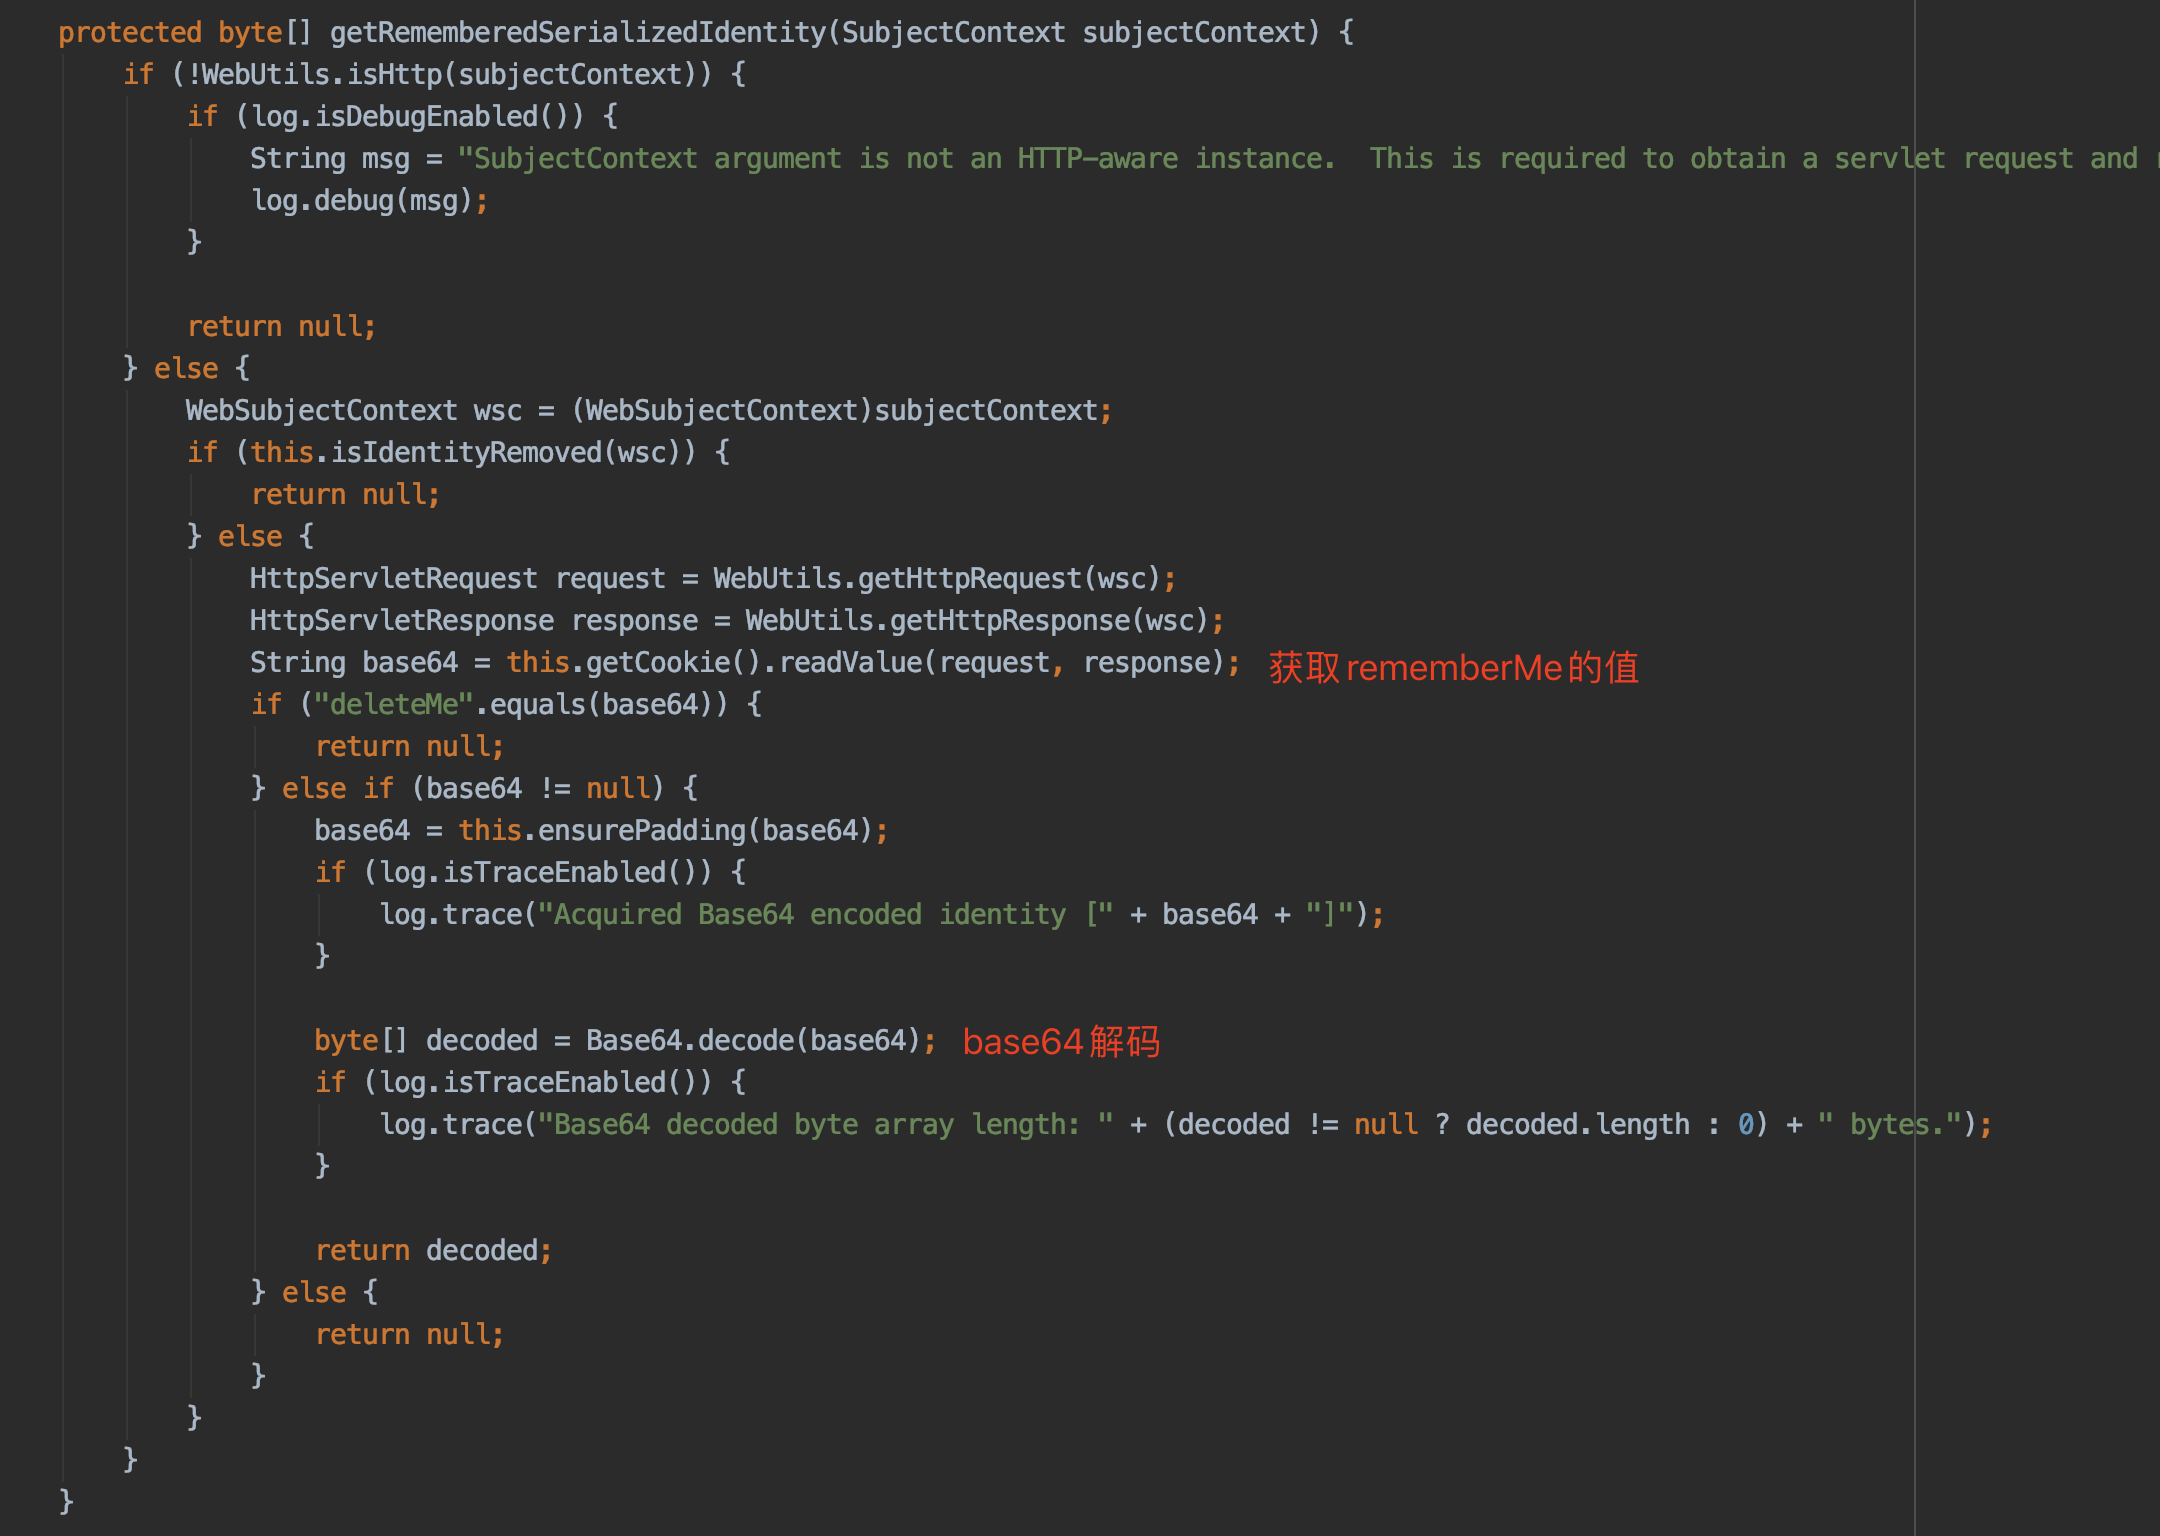 protected byte[] getRememberedSerializedIdentity(SubjectContext subjectContext) {
if (!WebUtils.isHttp(subjectContext)) {
if (log.isDebugEnabled()) {
String msg = "SubjectContext argument is not an HTTP-aware instance.  This is required to obtain a servlet request and
log.debug(msg);
}
return null;
} else {
WebSubjectContext wsc = (WebSubjectContext)subjectContext;
if (this.isIdentityRemoved(wsc)) {
return null;
} else {
HttpServletRequest request = WebUtils.getHttpRequest(wsc);
HttpServletResponse response = WebUtils.getHttpResponse(wsc);
String base64 = this.getCookie().readValue(request, response); 获取rememberMe的值
if ("deleteMe".equals(base64)) {
return null;
} else if (base64 != null) {
base64 = this.ensurePadding(base64);
if (log.isTraceEnabled()) {
log.trace("Acquired Base64 encoded identity [" + base64 + "]");
}
byte[] decoded = Base64.decode(base64); base64解码
if (log.isTraceEnabled()) {
log.trace("Base64 decoded byte array length: " + (decoded != null ? decoded.length : 0) + " bytes.");
}
return decoded;
} else {
return null;
}
}
}
}